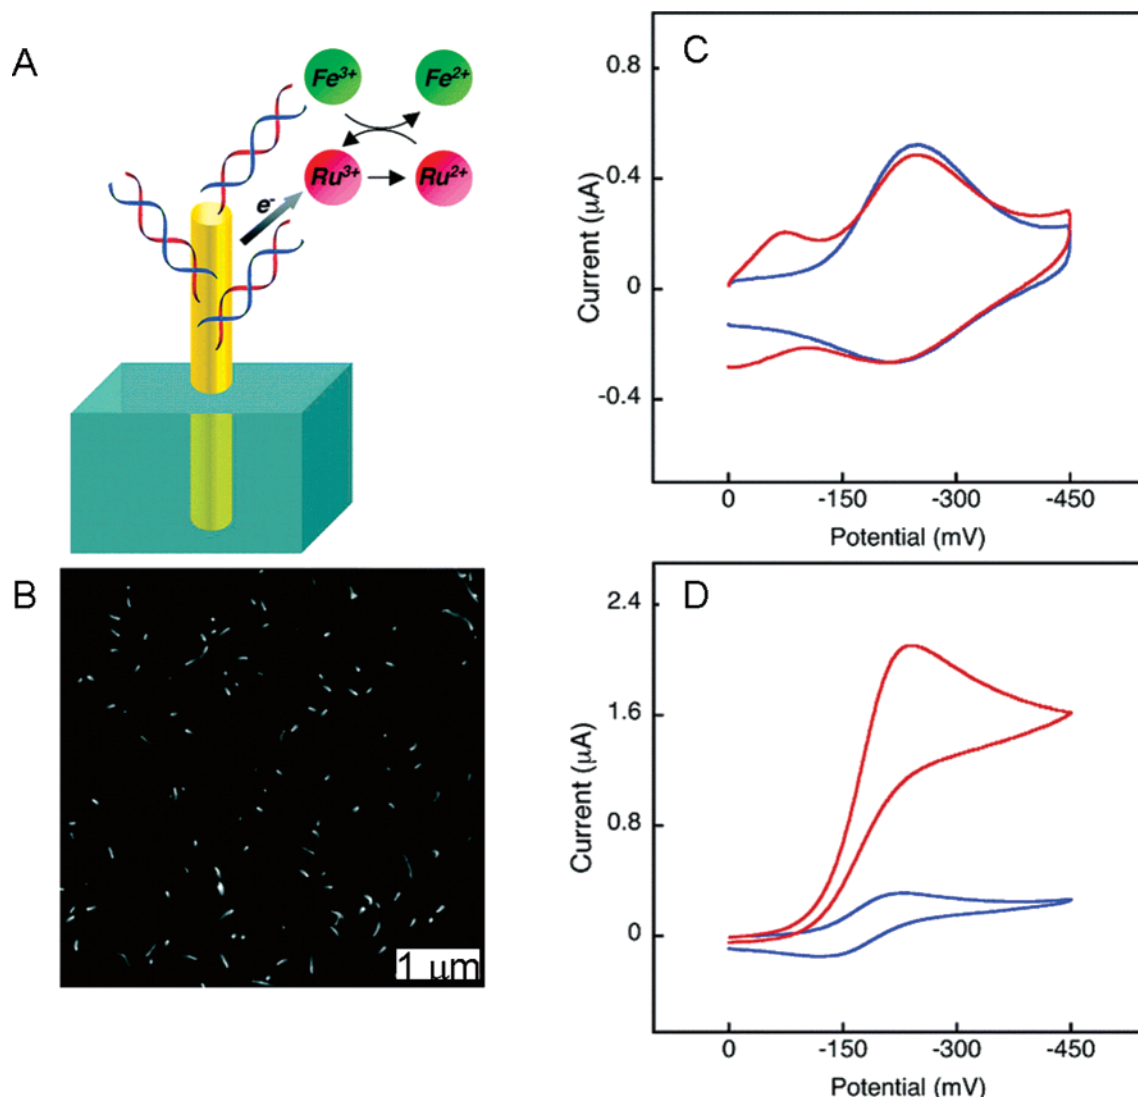 A
Fe3+
Fe2+
Ru3+
Ru2+
e-
B
1 μm
C
0.8
0.4
0
-0.4
Current (μA)
0
-150
-300
-450
Potential (mV)
D
2.4
1.6
0.8
0
Current (μA)
0
-150
-300
-450
Potential (mV)